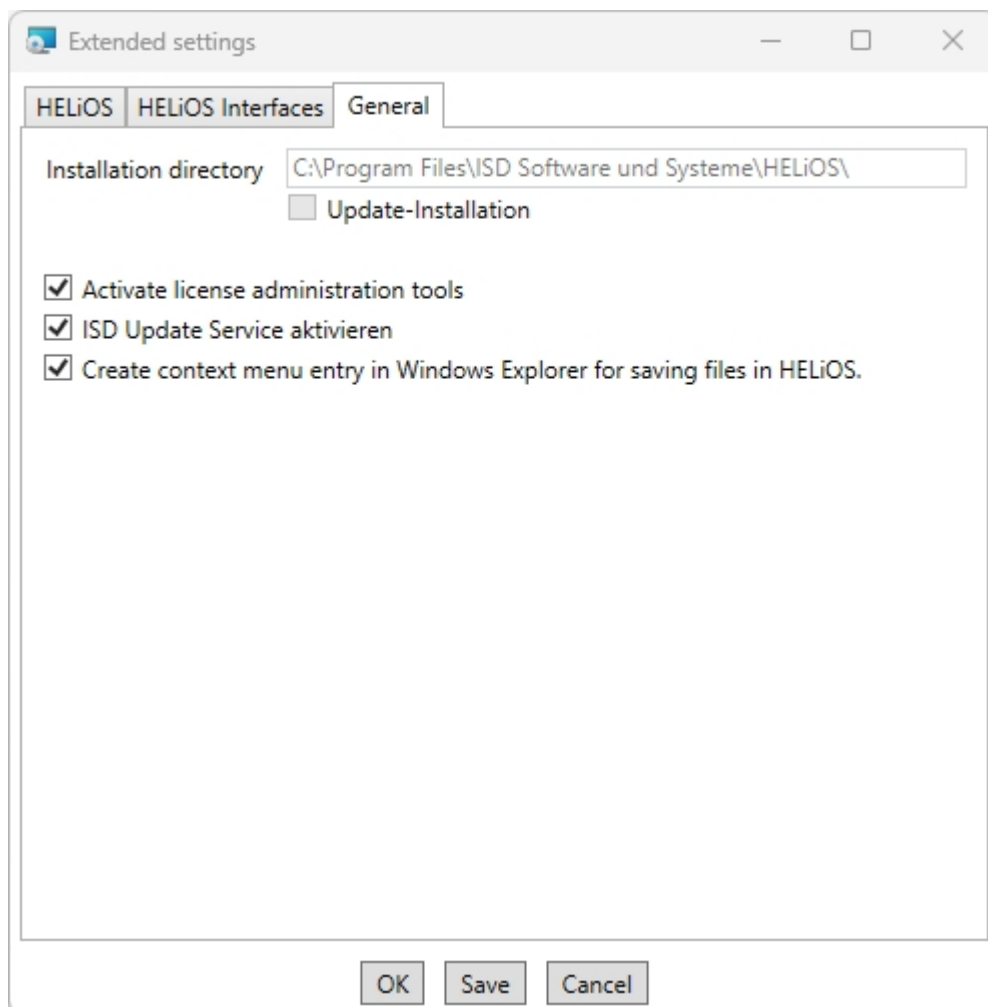 Extended settings
HELiOS HELiOS Interfaces General
Installation directory C:\Program Files\ISD Software und Systeme\HELiOS\
Update-Installation
Activate license administration tools
ISD Update Service aktivieren
Create context menu entry in Windows Explorer for saving files in HELiOS.
OK Save Cancel